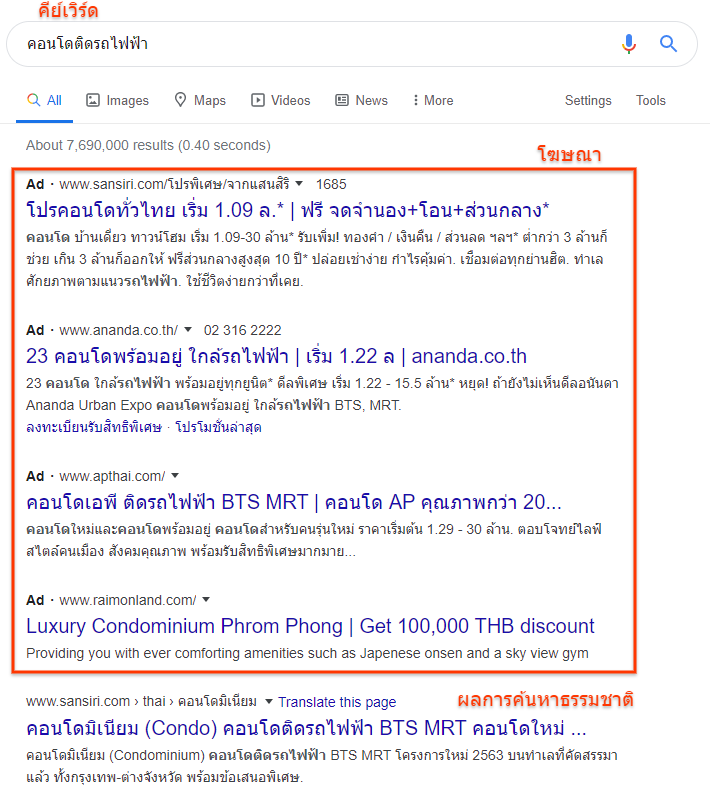 คีย์เวิร์ด
คอนโดติดรถไฟฟ้า
All Images Maps Videos News More Settings Tools
About 7,690,000 results (0.40 seconds)
โฆษณา
Ad · www.sansiri.com/โปรพิเศษ/จากแสนสิริ 1685
โปรคอนโดทั่วไทย เริ่ม 1.09 ล.* | ฟรี จดจำนอง+โอน+ส่วนกลาง*
คอนโด บ้านเดี่ยว ทาวน์โฮม เริ่ม 1.09-30 ล้าน* รับเพิ่ม! ทองคำ / เงินคืน / ส่วนลด ฯลฯ* ต่ำกว่า 3 ล้านก็
ช่วย เกิน 3 ล้านก็ออกให้ ฟรีส่วนกลางสูงสุด 10 ปี* ปล่อยเช่าง่าย กำไรคุ้มค่า. เชื่อมต่อทุกย่านฮิต. ทำเล
ศักยภาพตามแนวรถไฟฟ้า. ใช้ชีวิตง่ายกว่าที่เคย.
Ad · www.ananda.co.th/ 02 316 2222
23 คอนโดพร้อมอยู่ ใกล้รถไฟฟ้า | เริ่ม 1.22 ล | ananda.co.th
23 คอนโด ใกล้รถไฟฟ้า พร้อมอยู่ทุกยูนิต* ดีลพิเศษ เริ่ม 1.22 - 15.5 ล้าน* หยุด! ถ้ายังไม่เห็นดีลอนันดา
Ananda Urban Expo คอนโดพร้อมอยู่ ใกล้รถไฟฟ้า BTS, MRT.
ลงทะเบียนรับสิทธิพิเศษ · โปรโมชั่นล่าสุด
Ad · www.apthai.com/
คอนโดเอพี ติดรถไฟฟ้า BTS MRT | คอนโด AP คุณภาพกว่า 20...
คอนโดใหม่และคอนโดพร้อมอยู่ คอนโดสำหรับคนรุ่นใหม่ ราคาเริ่มต้น 1.29 - 30 ล้าน. ตอบโจทย์ไลฟ์
สไตล์คนเมือง สังคมคุณภาพ พร้อมรับสิทธิพิเศษมากมาย...
Ad · www.raimonland.com/
Luxury Condominium Phrom Phong | Get 100,000 THB discount
Providing you with ever comforting amenities such as Japenese onsen and a sky view gym
www.sansiri.com › thai › คอนโดมิเนียม Translate this page
ผลการค้นหาธรรมชาติ
คอนโดมิเนียม (Condo) คอนโดติดรถไฟฟ้า BTS MRT คอนโดใหม่ ...
คอนโดมิเนียม (Condominium) คอนโดติดรถไฟฟ้า BTS MRT โครงการใหม่ 2563 บนทำเลที่คัดสรรมา
แล้ว ทั้งกรุงเทพ-ต่างจังหวัด พร้อมข้อเสนอพิเศษ.